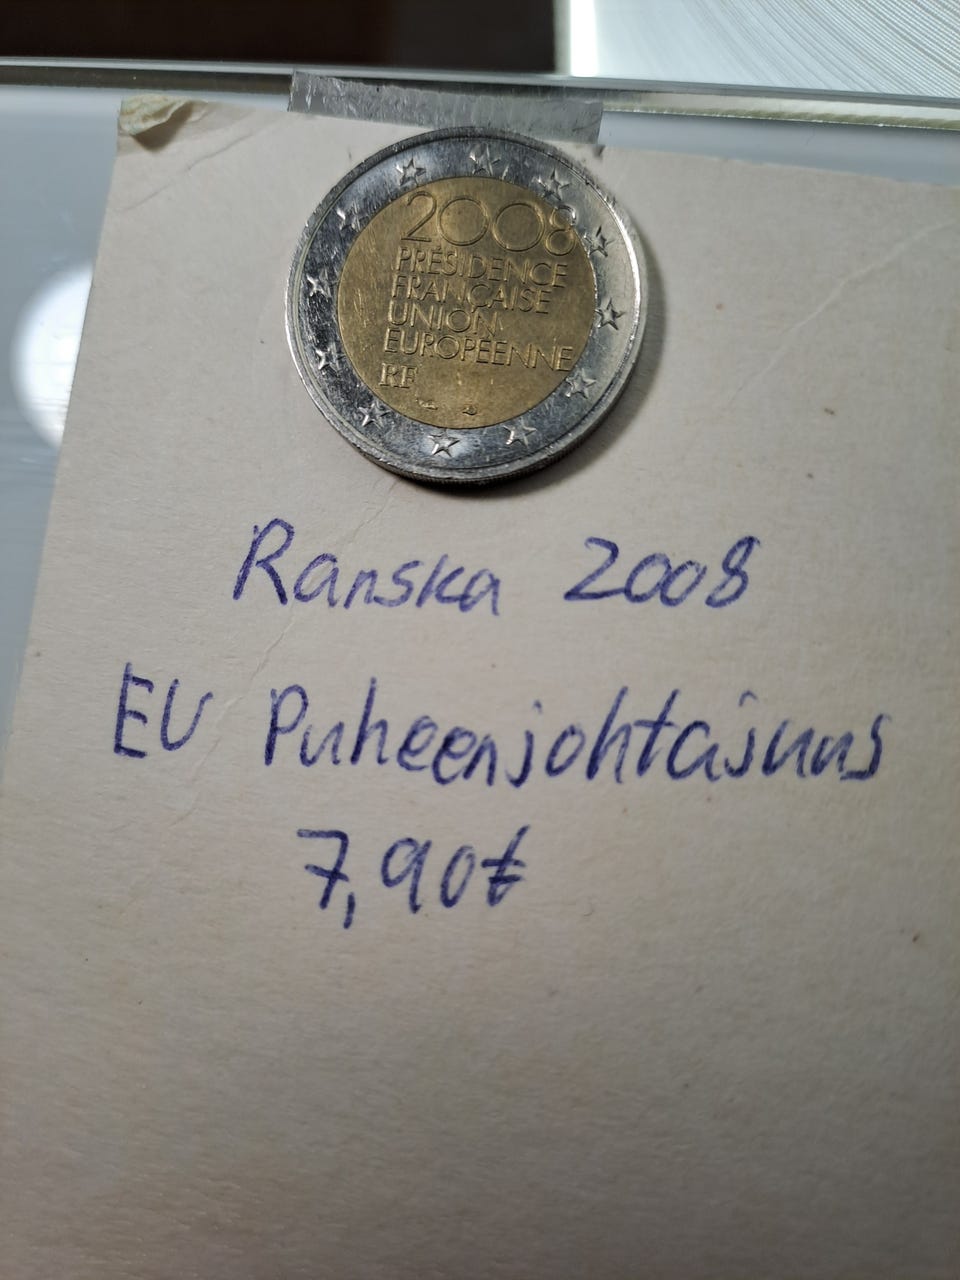 2008
PRÉSIDENCE
FRANÇAISE
UNION
EUROPÉENNE
RF
Ranska 2008
EU Puheenjohtajuus
7,90€